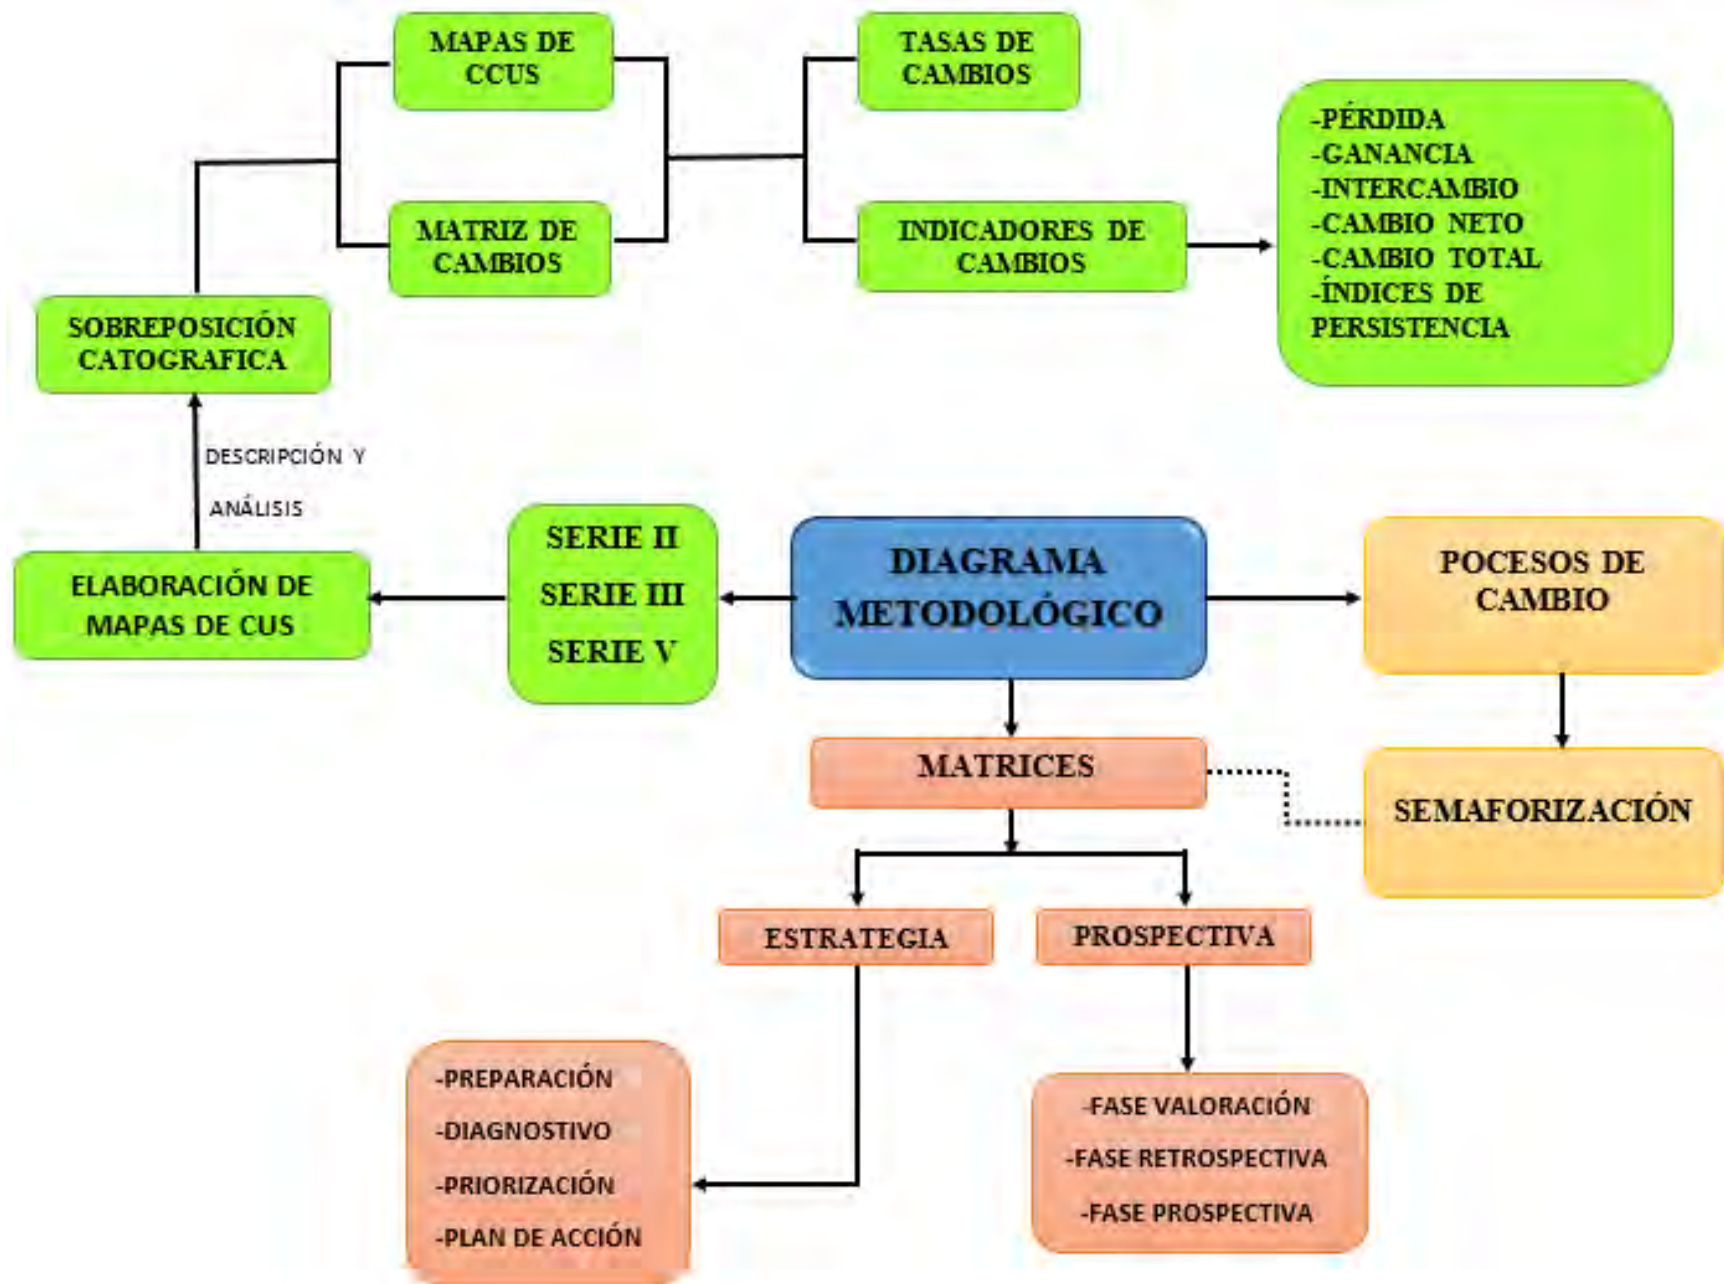 MAPAS DE
CCUS
TASAS DE
CAMBIOS
-PÉRDIDA
-GANANCIA
-INTERCAMBIO
-CAMBIO NETO
-CAMBIO TOTAL
-ÍNDICES DE
PERSISTENCIA
MATRIZ DE
CAMBIOS
INDICADORES DE
CAMBIOS
SOBREPOSICIÓN
CATOGRAFICA
DESCRIPCIÓN Y
ANÁLISIS
ELABORACIÓN DE
MAPAS DE CUS
SERIE II
SERIE III
SERIE V
DIAGRAMA
METODOLÓGICO
POCESOS DE
CAMBIO
MATRICES
SEMAFORIZACIÓN
ESTRATEGIA
PROSPECTIVA
-PREPARACIÓN
-DIAGNOSTIVO
-PRIORIZACIÓN
-PLAN DE ACCIÓN
-FASE VALORACIÓN
-FASE RETROSPECTIVA
-FASE PROSPECTIVA